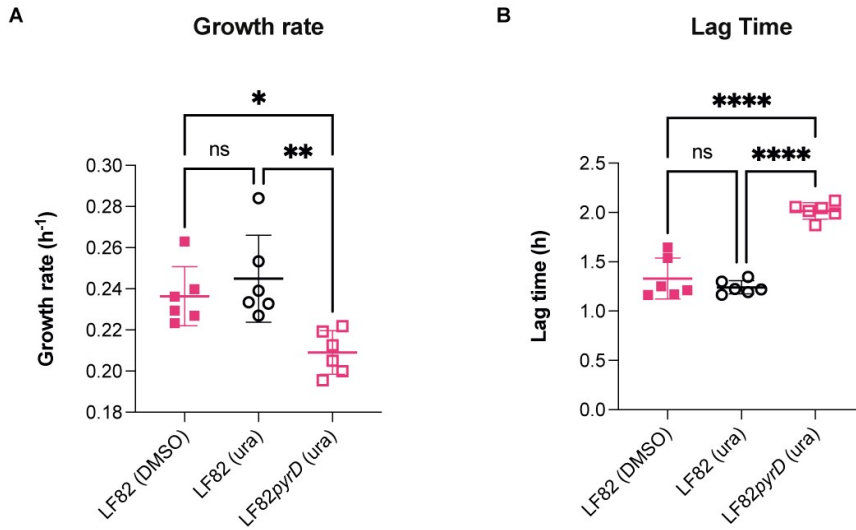 A
Growth rate
*
ns
**
0.30
0.28
0.26
0.24
0.22
0.20
0.18
Growth rate (h-1)
LF82 (DMSO)
LF82 (ura)
LF82pyrD (ura)
B
Lag Time
****
ns
****
2.5
2.0
1.5
1.0
0.5
0.0
Lag time (h)
LF82 (DMSO)
LF82 (ura)
LF82pyrD (ura)